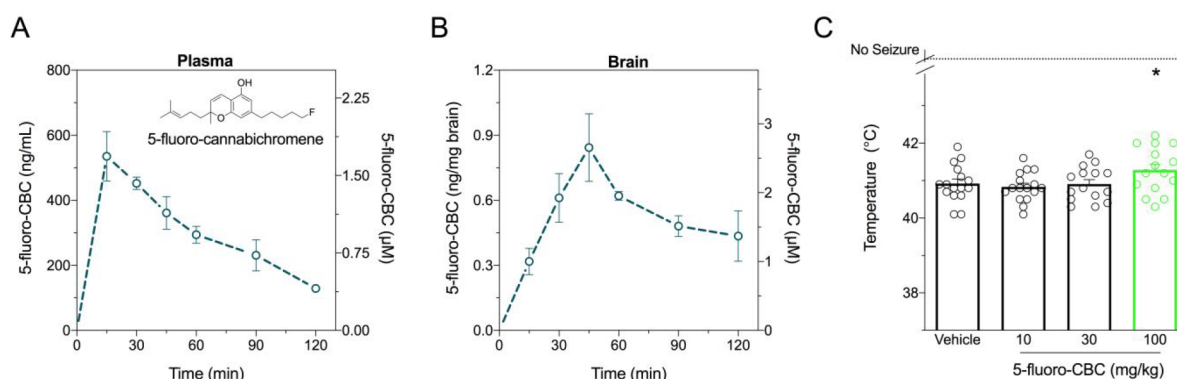 A
Plasma
OH
O
F
5-fluoro-cannabichromene
5-fluoro-CBC (ng/mL)
800
600
400
200
0
2.25
1.50
0.75
0.00
5-fluoro-CBC (µM)
0 15 30 45 60 90 120
Time (min)
B
Brain
5-fluoro-CBC (ng/mg brain)
1.2
0.9
0.6
0.3
0.0
3
2
1
0
5-fluoro-CBC (µM)
0 15 30 45 60 90 120
Time (min)
C
No Seizure
*
Temperature (°C)
42
40
38
Vehicle 10 30 100
5-fluoro-CBC (mg/kg)